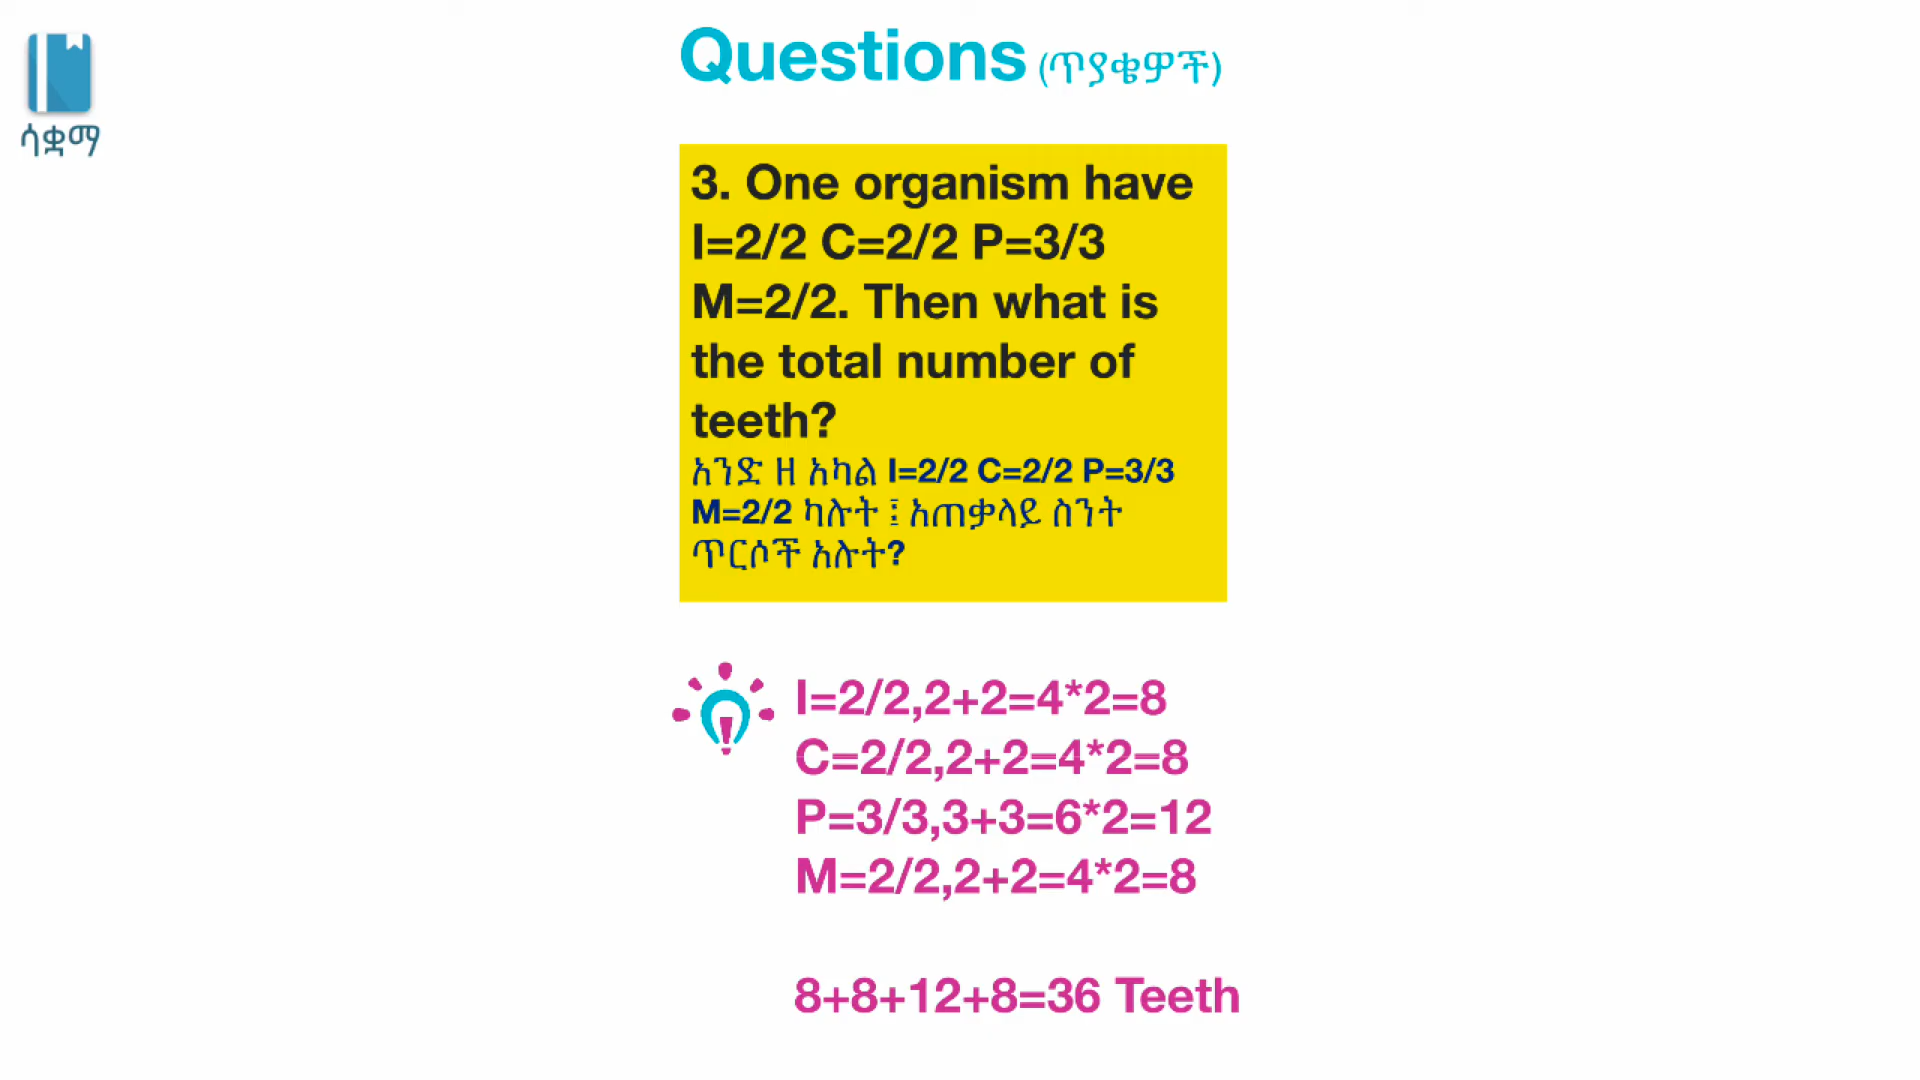 ሳቋማ
Questions (ጥያቄዎች)
3. One organism have
I=2/2 C=2/2 P=3/3
M=2/2. Then what is
the total number of
teeth?
አንድ ዘ አካል I=2/2 C=2/2 P=3/3
M=2/2 ካሉት ፤ አጠቃላይ ስንት
ጥርሶች አሉት?
I=2/2,2+2=4*2=8
C=2/2,2+2=4*2=8
P=3/3,3+3=6*2=12
M=2/2,2+2=4*2=8
8+8+12+8=36 Teeth